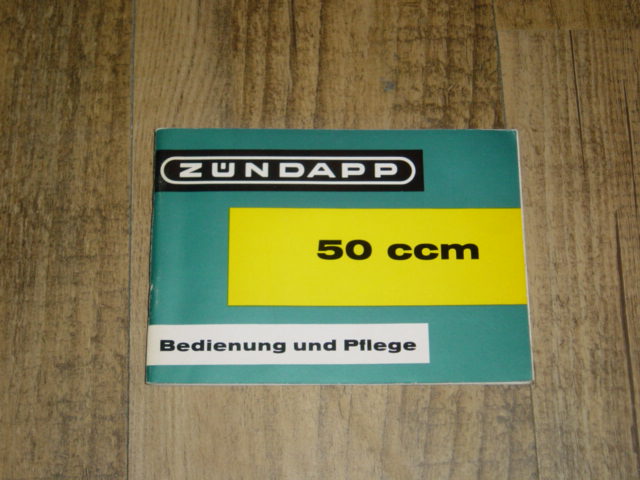 ZÜNDAPP
50 ccm
Bedienung und Pflege